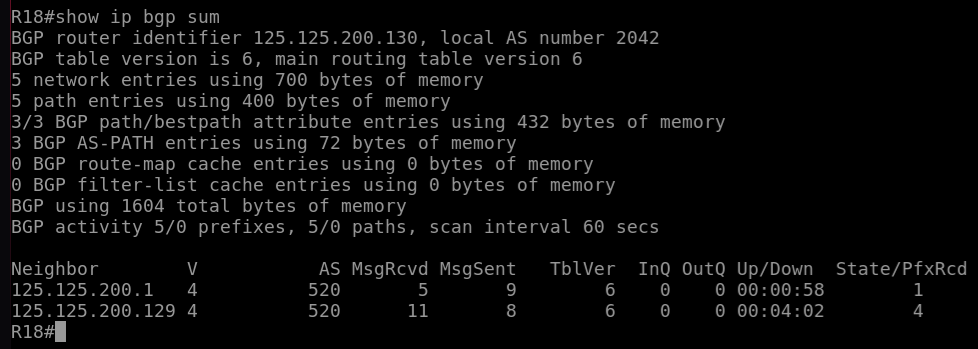 R18#show ip bgp sum
BGP router identifier 125.125.200.130, local AS number 2042
BGP table version is 6, main routing table version 6
5 network entries using 700 bytes of memory
5 path entries using 400 bytes of memory
3/3 BGP path/bestpath attribute entries using 432 bytes of memory
3 BGP AS-PATH entries using 72 bytes of memory
0 BGP route-map cache entries using 0 bytes of memory
0 BGP filter-list cache entries using 0 bytes of memory
BGP using 1604 total bytes of memory
BGP activity 5/0 prefixes, 5/0 paths, scan interval 60 secs

Neighbor        V           AS MsgRcvd MsgSent   TblVer  InQ OutQ Up/Down  State/PfxRcd
125.125.200.1   4          520       5       9        6    0    0 00:00:58        1
125.125.200.129 4          520      11       8        6    0    0 00:04:02        4
R18#